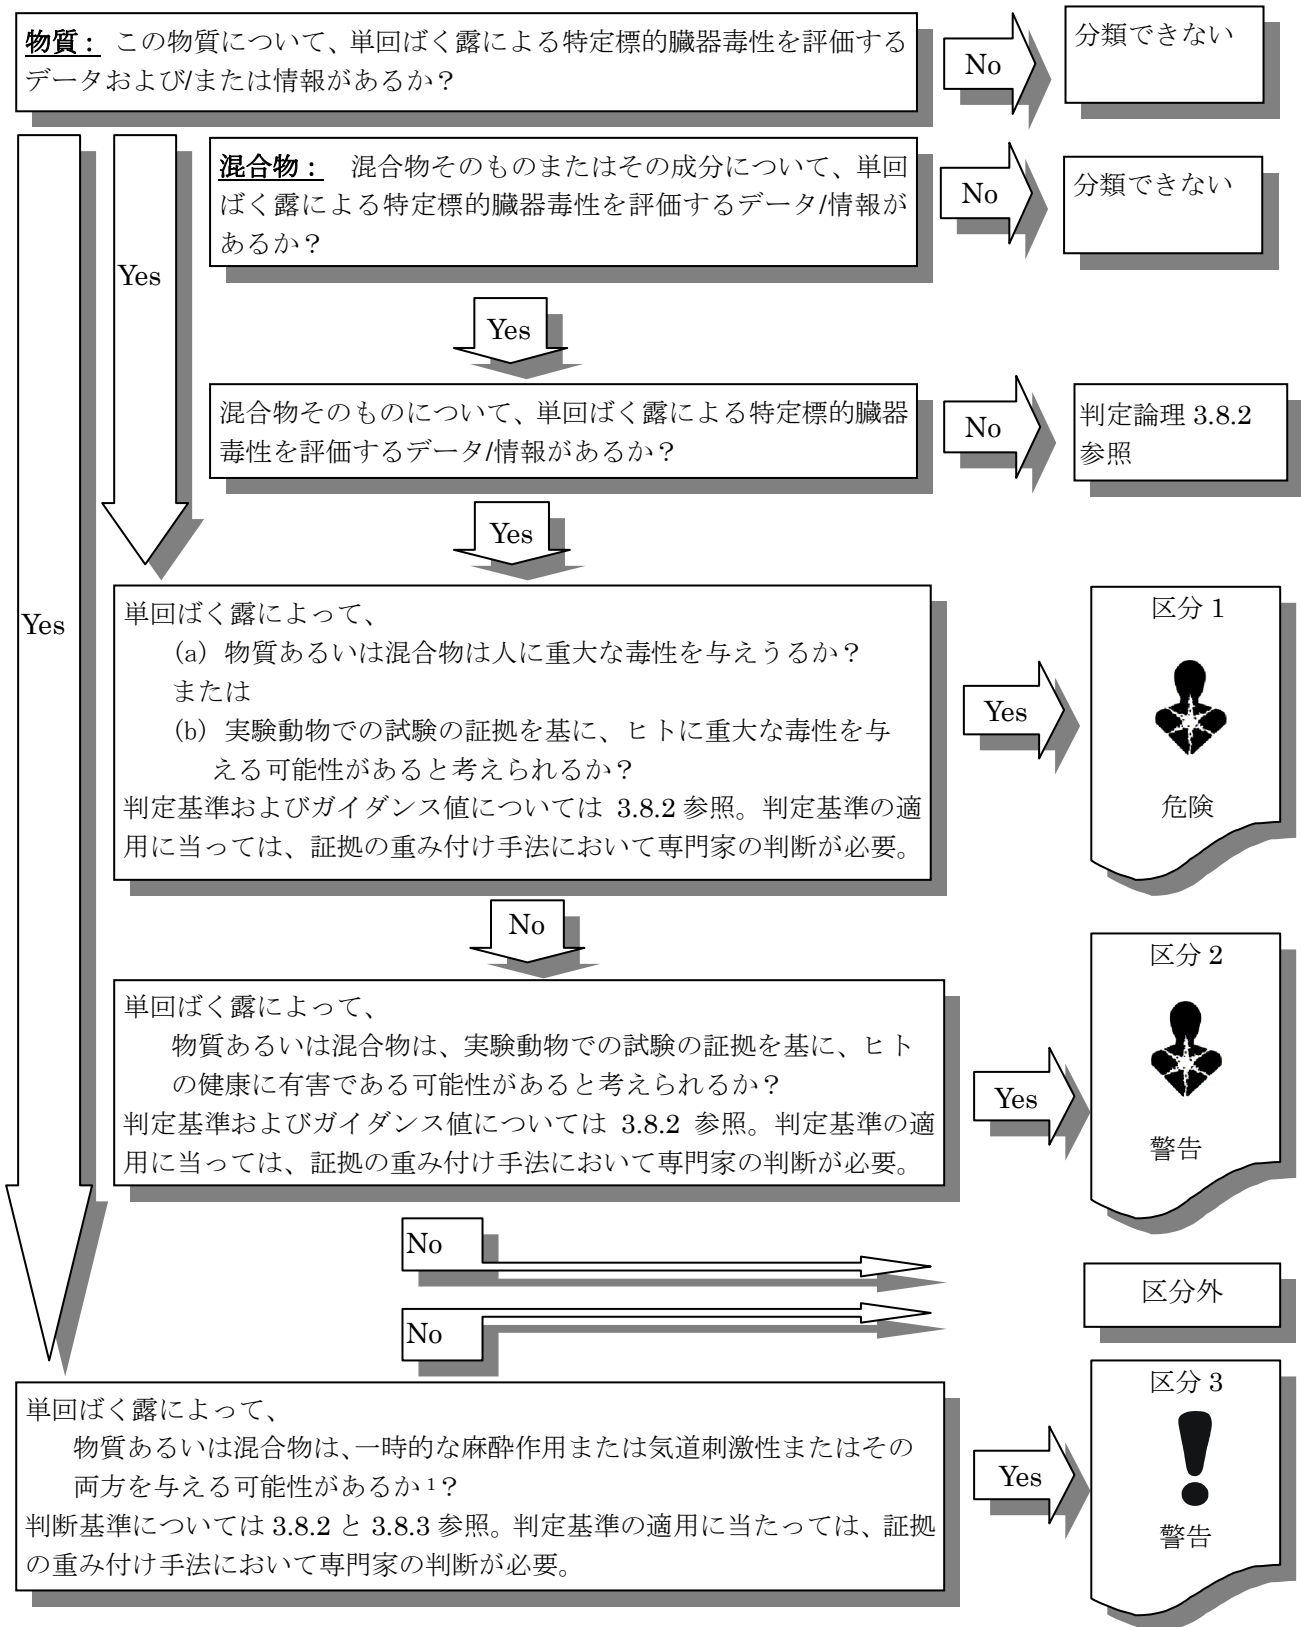 物質： この物質について、単回ばく露による特定標的臓器毒性を評価する
データおよび/または情報があるか？
No
分類できない
混合物： 混合物そのものまたはその成分について、単回
ばく露による特定標的臓器毒性を評価するデータ/情報が
あるか？
No
分類できない
Yes
Yes
混合物そのものについて、単回ばく露による特定標的臓器
毒性を評価するデータ/情報があるか？
No
判定論理 3.8.2
参照
Yes
Yes
単回ばく露によって、
(a) 物質あるいは混合物は人に重大な毒性を与えうるか？
または
(b) 実験動物での試験の証拠を基に、ヒトに重大な毒性を与
える可能性があると考えられるか？
判定基準およびガイダンス値については 3.8.2 参照。判定基準の適
用に当っては、証拠の重み付け手法において専門家の判断が必要。
Yes
区分 1
危険
No
単回ばく露によって、
物質あるいは混合物は、実験動物での試験の証拠を基に、ヒト
の健康に有害である可能性があると考えられるか？
判定基準およびガイダンス値については 3.8.2 参照。判定基準の適
用に当っては、証拠の重み付け手法において専門家の判断が必要。
Yes
区分 2
警告
No
区分外
No
単回ばく露によって、
物質あるいは混合物は、一時的な麻酔作用または気道刺激性またはその
両方を与える可能性があるか 1？
判断基準については 3.8.2 と 3.8.3 参照。判定基準の適用に当たっては、証拠
の重み付け手法において専門家の判断が必要。
Yes
区分 3
警告